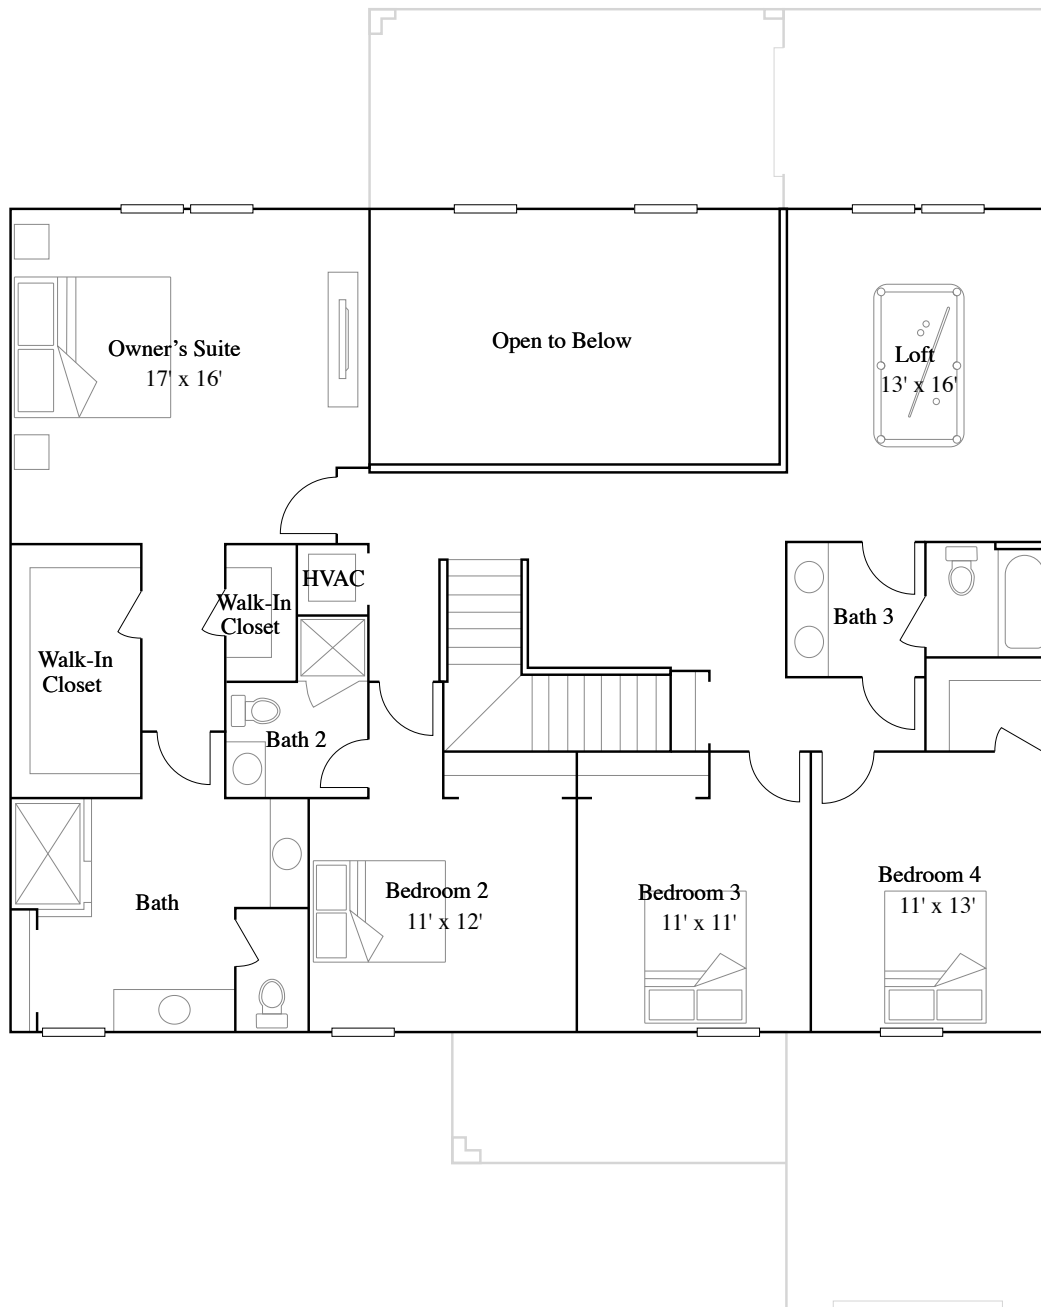 Owner’s Suite
17' x 16'
Open to Below
Loft
13' x 16'
HVAC
Walk-In
Closet
Bath 3
Walk-In
Closet
Bath 2
Bath
Bedroom 2
11' x 12'
Bedroom 3
11' x 11'
Bedroom 4
11' x 13'